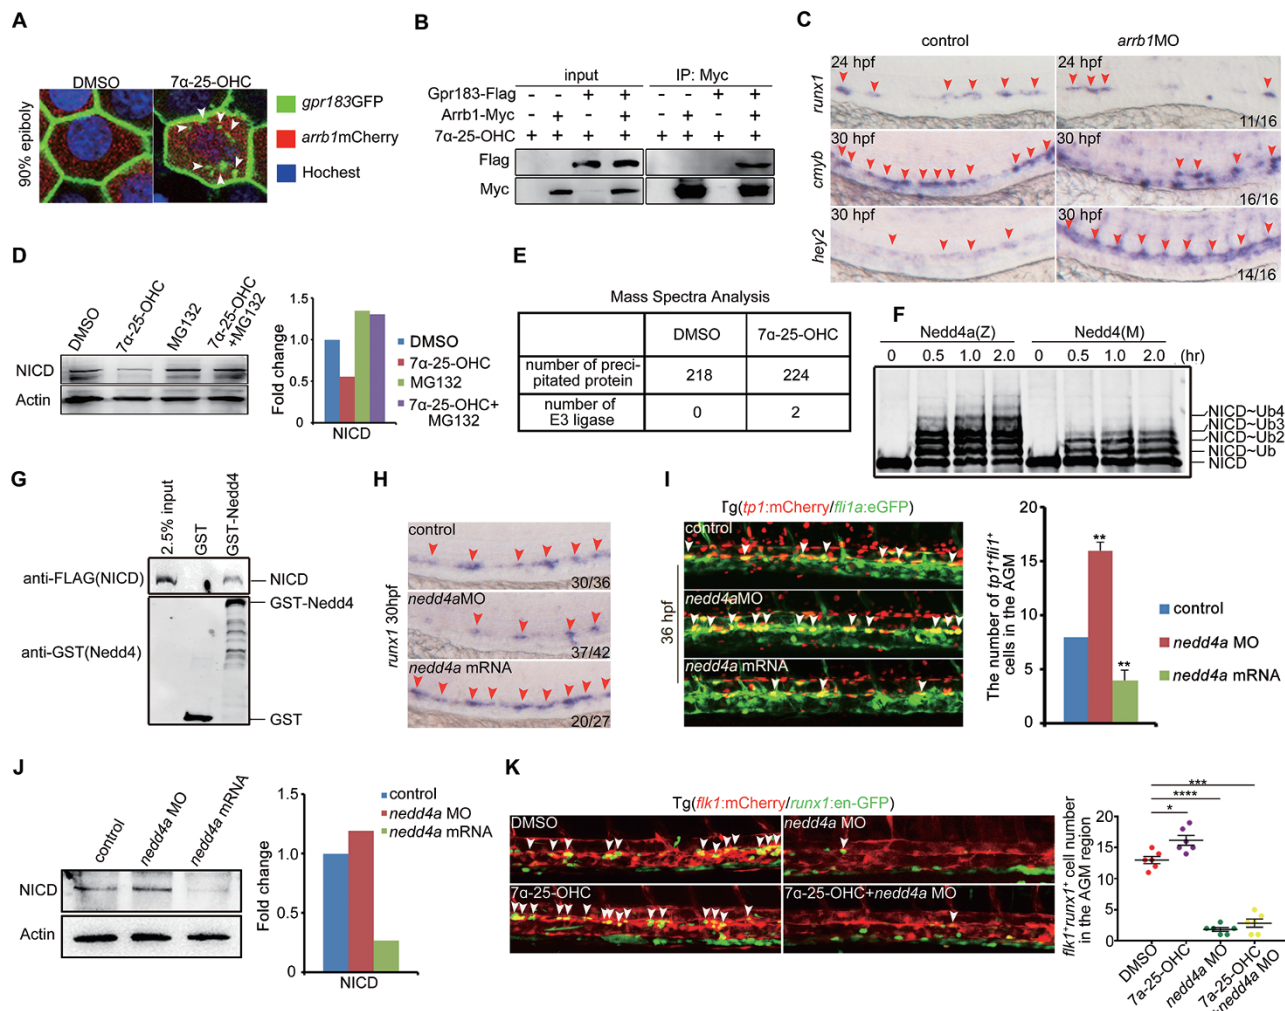 A
DMSO
7α-25-OHC
90% epiboly
gpr183GFP
arrb1mCherry
Hochest
B
input
IP: Myc
Gpr183-Flag
- - + +
- - + +
Arrb1-Myc
- + - +
- + - +
7α-25-OHC
+ + + +
+ + + +
Flag
Myc
C
control
arrb1MO
runx1
24 hpf
24 hpf
11/16
cmyb
30 hpf
30 hpf
16/16
hey2
30 hpf
30 hpf
14/16
D
DMSO
7α-25-OHC
MG132
7α-25-OHC
+MG132
NICD
Actin
Fold change
1.5
1.0
0.5
0
NICD
DMSO
7α-25-OHC
MG132
7α-25-OHC+
MG132
E
Mass Spectra Analysis
DMSO
7α-25-OHC
number of preci-
pitated protein
218
224
number of
E3 ligase
0
2
F
Nedd4a(Z)
Nedd4(M)
0 0.5 1.0 2.0 0 0.5 1.0 2.0 (hr)
NICD~Ub4
NICD~Ub3
NICD~Ub2
NICD~Ub
NICD
G
2.5% input
GST
GST-Nedd4
anti-FLAG(NICD)
NICD
GST-Nedd4
anti-GST(Nedd4)
GST
H
runx1 30hpf
control
30/36
nedd4aMO
37/42
nedd4a mRNA
20/27
I
Tg(tp1:mCherry/fli1a:eGFP)
36 hpf
control
nedd4aMO
nedd4a mRNA
The number of tp1+fli1+
cells in the AGM
20
15
10
5
0
**
**
control
nedd4a MO
nedd4a mRNA
J
control
nedd4a MO
nedd4a mRNA
NICD
Actin
Fold change
1.5
1.0
0.5
0
NICD
control
nedd4a MO
nedd4a mRNA
K
Tg(flk1:mCherry/runx1:en-GFP)
DMSO
nedd4a MO
7α-25-OHC
7α-25-OHC+nedd4a MO
flk1+runx1+ cell number
in the AGM region
20
15
10
5
0
***
****
*
DMSO
7a-25-OHC
nedd4a MO
7a-25-OHC
+nedd4a MO